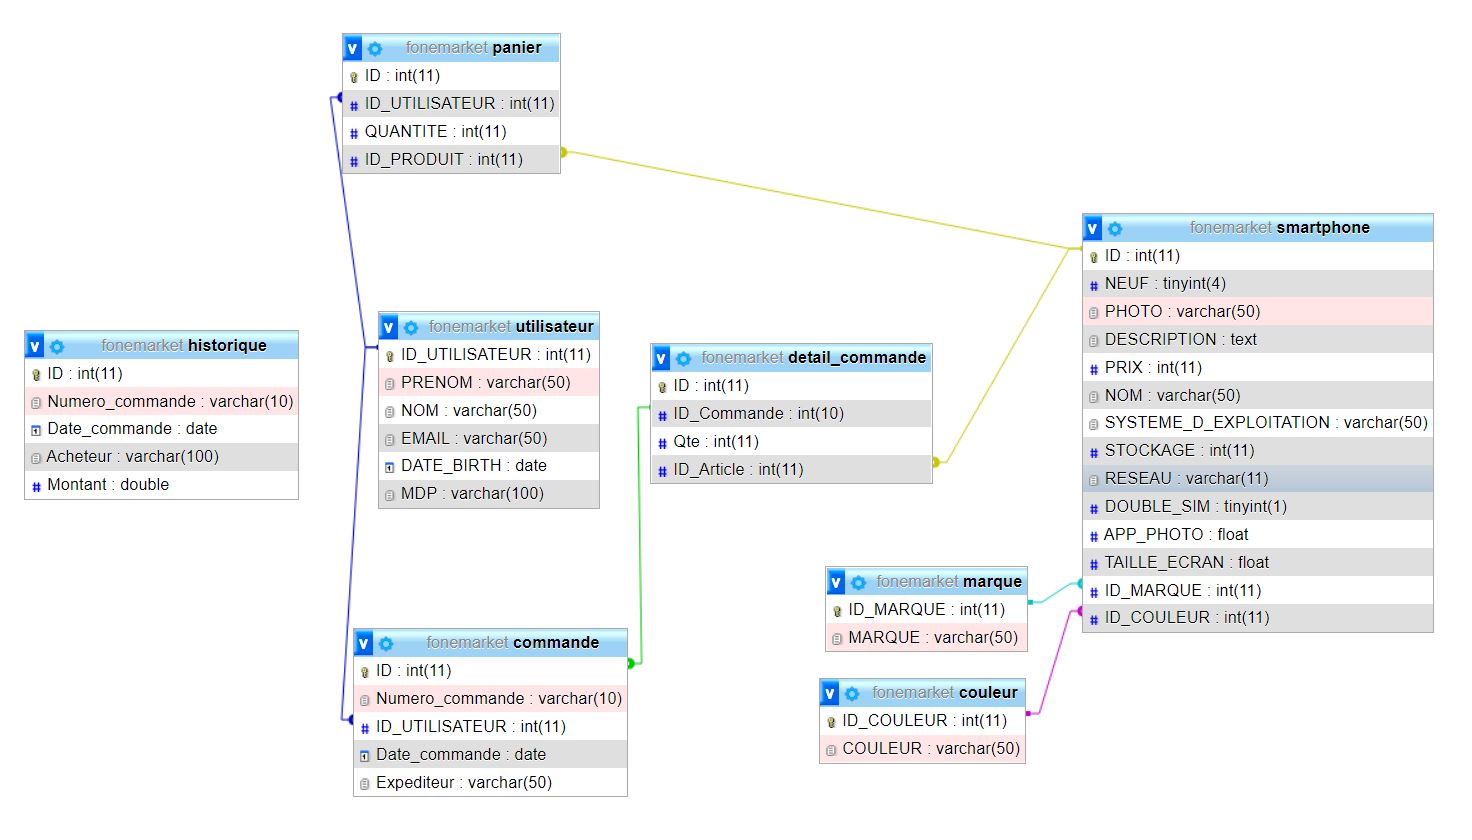 fonemarket panier
ID : int(11)
ID_UTILISATEUR : int(11)
QUANTITE : int(11)
ID_PRODUIT : int(11)
fonemarket smartphone
ID : int(11)
NEUF : tinyint(4)
PHOTO : varchar(50)
DESCRIPTION : text
PRIX : int(11)
NOM : varchar(50)
SYSTEME_D_EXPLOITATION : varchar(50)
STOCKAGE : int(11)
RESEAU : varchar(11)
DOUBLE_SIM : tinyint(1)
APP_PHOTO : float
TAILLE_ECRAN : float
ID_MARQUE : int(11)
ID_COULEUR : int(11)
fonemarket utilisateur
ID_UTILISATEUR : int(11)
PRENOM : varchar(50)
NOM : varchar(50)
EMAIL : varchar(50)
DATE_BIRTH : date
MDP : varchar(100)
fonemarket historique
ID : int(11)
Numero_commande : varchar(10)
Date_commande : date
Acheteur : varchar(100)
Montant : double
fonemarket detail_commande
ID : int(11)
ID_Commande : int(10)
Qte : int(11)
ID_Article : int(11)
fonemarket marque
ID_MARQUE : int(11)
MARQUE : varchar(50)
fonemarket commande
ID : int(11)
Numero_commande : varchar(10)
ID_UTILISATEUR : int(11)
Date_commande : date
Expediteur : varchar(50)
fonemarket couleur
ID_COULEUR : int(11)
COULEUR : varchar(50)